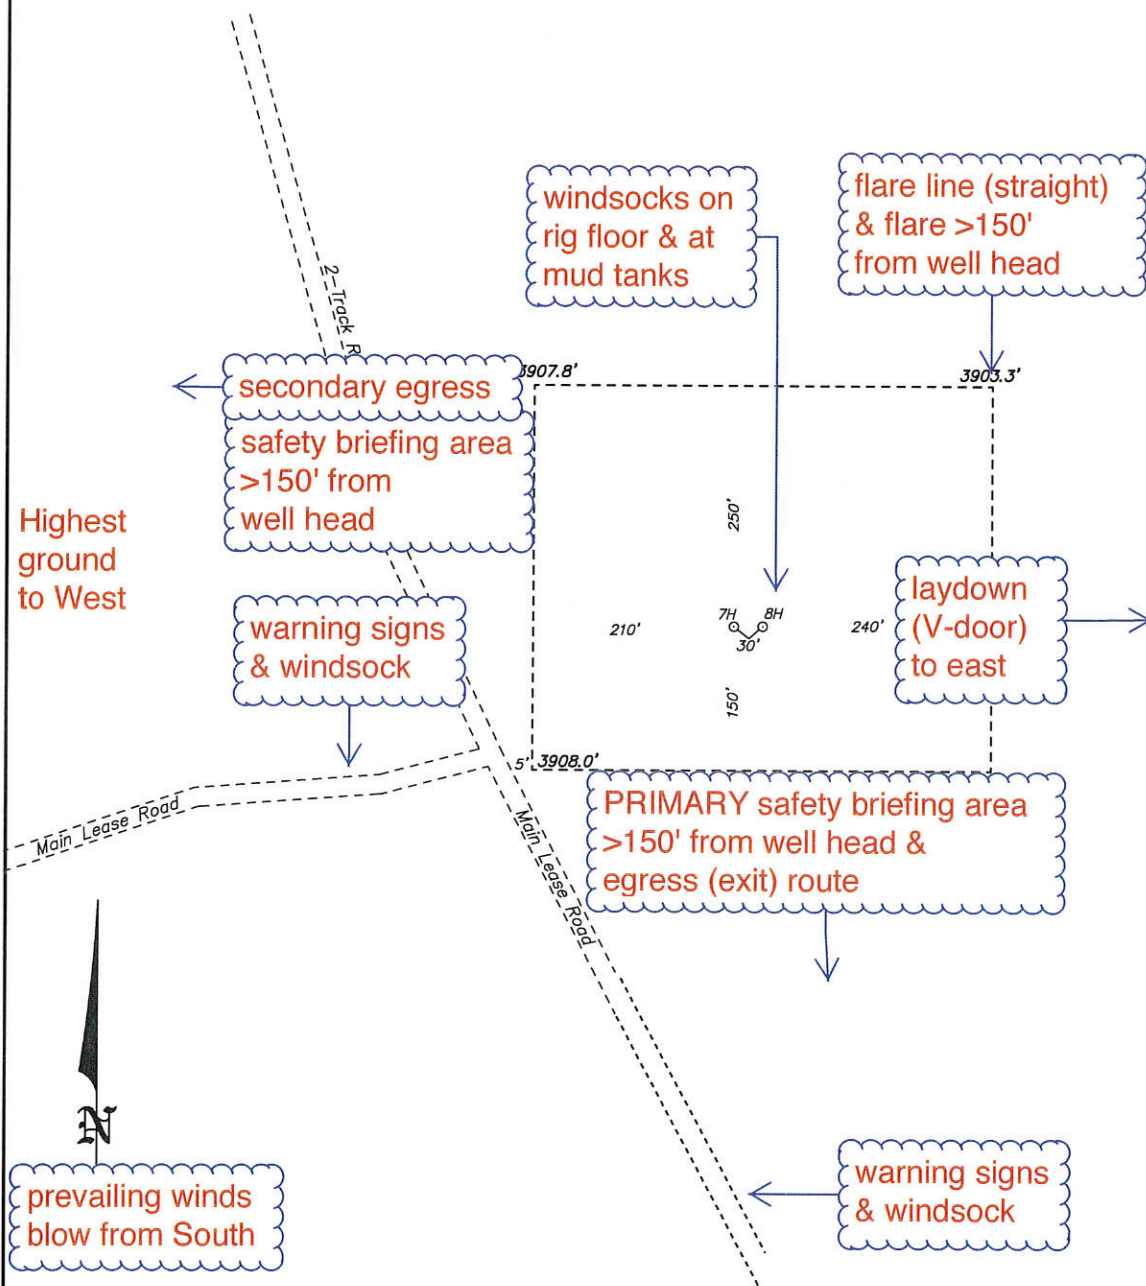 windsocks on
rig floor & at
mud tanks
flare line (straight)
& flare >150'
from well head
2-Track R
secondary egress
3907.8'
3903.3'
safety briefing area
>150' from
well head
Highest
ground
to West
250'
warning signs
& windsock
210'
7H
8H
30'
240'
150'
laydown
(V-door)
to east
5'
3908.0'
Main Lease Road
PRIMARY safety briefing area
>150' from well head &
egress (exit) route
Main Lease Road
N
prevailing winds
blow from South
warning signs
& windsock